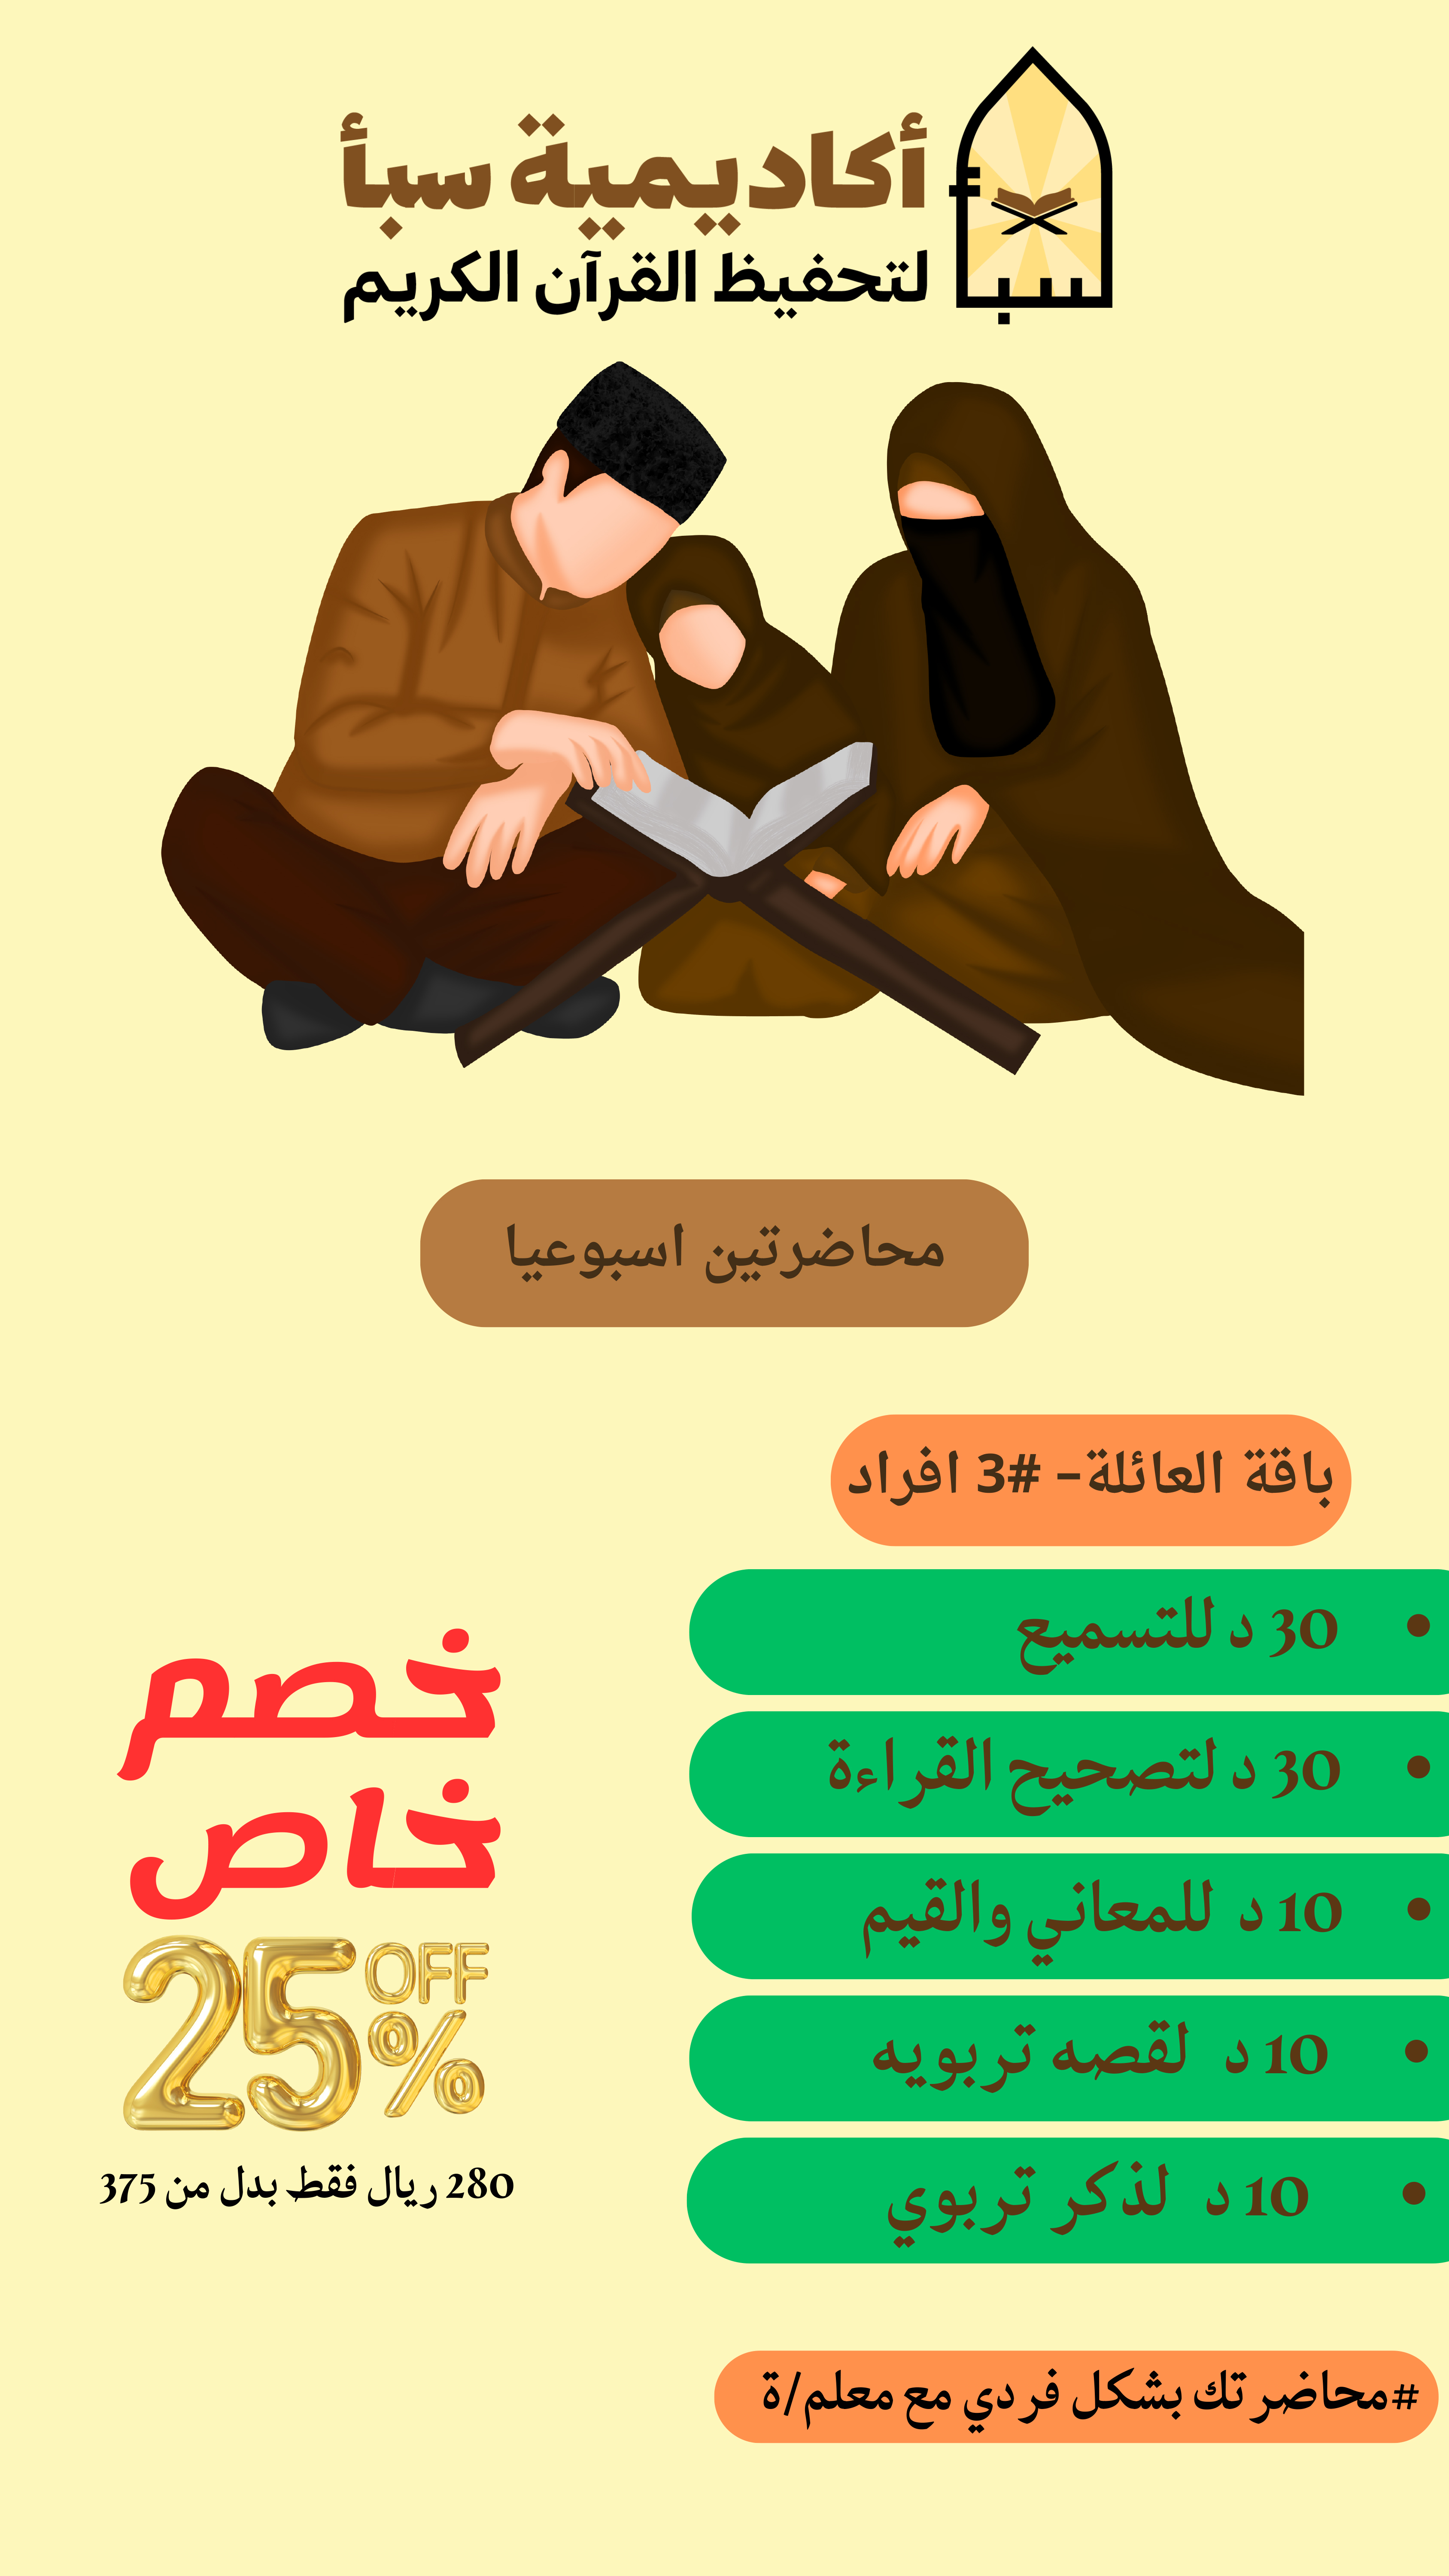 أكاديمية سبأ
لتحفيظ القرآن الكريم
سبأ
محاضرتين اسبوعيا
باقة العائلة- #3 افراد
• 30 د للتسميع
• 30 د لتصحيح القراءة
• 10 د للمعاني والقيم
• 10 د لقصه تربويه
• 10 د لذكر تربوي
خصم
خاص
25% OFF
280 ريال فقط بدل من 375
#محاضرتك بشكل فردي مع معلم/ة